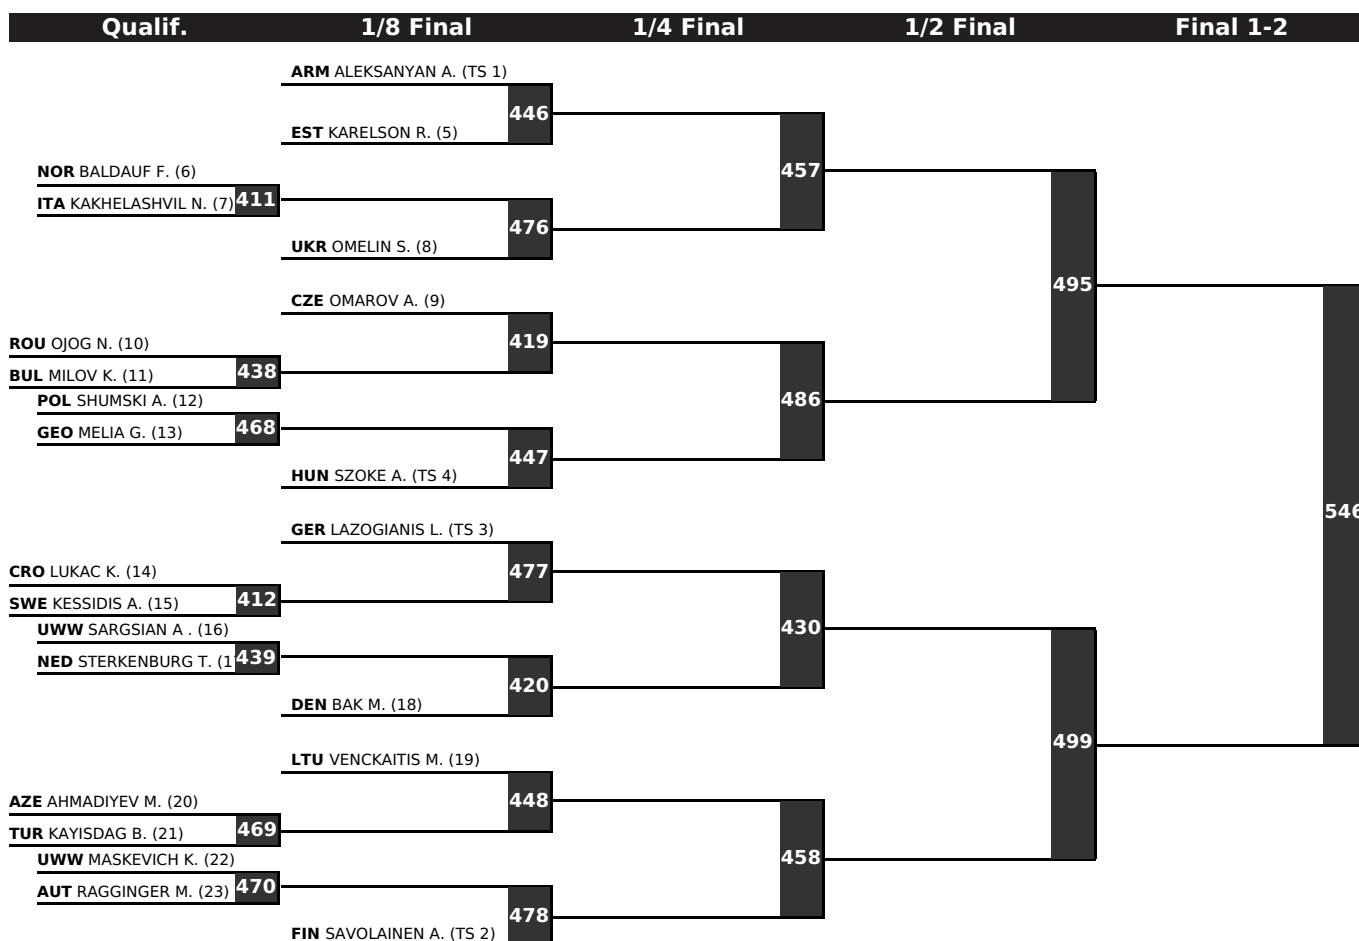 Qualif. 1/8 Final 1/4 Final 1/2 Final Final 1-2
ARM ALEKSANYAN A. (TS 1)
446
EST KARELSON R. (5)
NOR BALDAUF F. (6)
457
ITA KAKHELASHVIL N. (7) 411
476
UKR OMELIN S. (8)
495
CZE OMAROV A. (9)
ROU OJOG N. (10)
419
BUL MILOV K. (11)
438
POL SHUMSKI A. (12)
486
GEO MELIA G. (13)
468
447
HUN SZOKE A. (TS 4)
546
GER LAZOGIANIS L. (TS 3)
CRO LUKAC K. (14)
477
SWE KESSIDIS A. (15)
412
UWW SARGSIAN A . (16)
430
NED STERKENBURG T. (1
439
420
DEN BAK M. (18)
499
LTU VENCKAITIS M. (19)
AZE AHMADIYEV M. (20)
448
TUR KAYISDAG B. (21)
469
UWW MASKEVICH K. (22)
458
AUT RAGGINGER M. (23) 470
478
FIN SAVOLAINEN A. (TS 2)